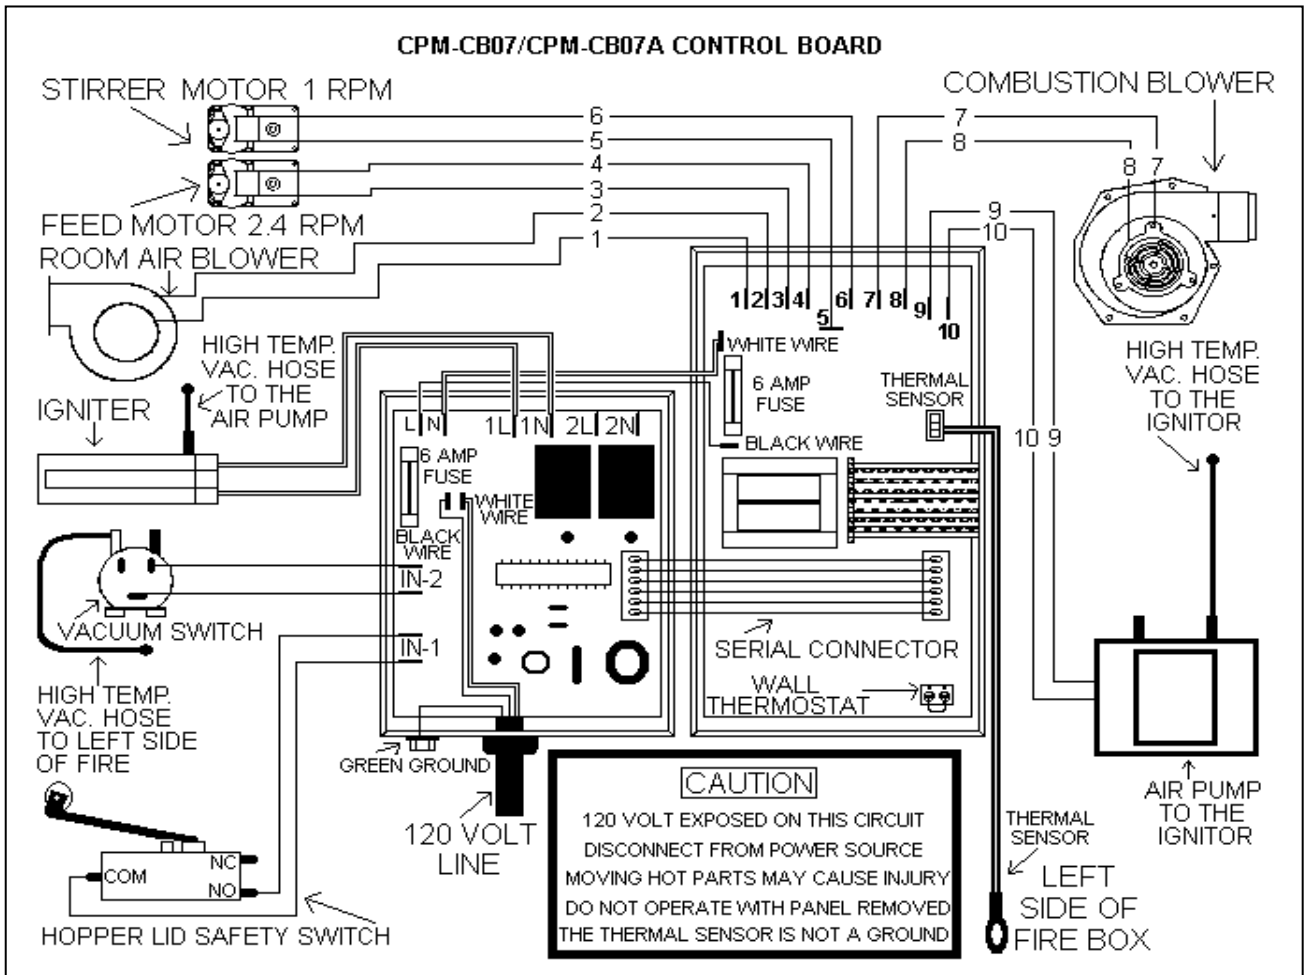 CPM-CB07/CPM-CB07A CONTROL BOARD
STIRRER MOTOR 1 RPM
COMBUSTION BLOWER
6
5
4
3
2
1
7
8
8 7
9
10
FEED MOTOR 2.4 RPM
ROOM AIR BLOWER
HIGH TEMP.
VAC. HOSE
TO THE
AIR PUMP
IGNITER
1 2 3 4 5 6 7 8 9 10
WHITE WIRE
6 AMP
FUSE
BLACK WIRE
THERMAL
SENSOR
HIGH TEMP.
VAC. HOSE
TO THE
IGNITOR
10 9
L N 1L 1N 2L 2N
6 AMP
FUSE
WHITE
WIRE
BLACK
WIRE
IN-2
IN-1
VACUUM SWITCH
HIGH TEMP.
VAC. HOSE
TO LEFT SIDE
OF FIRE
SERIAL CONNECTOR
WALL
THERMOSTAT
GREEN GROUND
120 VOLT
LINE
NC
COM
NO
HOPPER LID SAFETY SWITCH
CAUTION
120 VOLT EXPOSED ON THIS CIRCUIT
DISCONNECT FROM POWER SOURCE
MOVING HOT PARTS MAY CAUSE INJURY
DO NOT OPERATE WITH PANEL REMOVED
THE THERMAL SENSOR IS NOT A GROUND
THERMAL
SENSOR
LEFT
SIDE OF
FIRE BOX
AIR PUMP
TO THE
IGNITOR